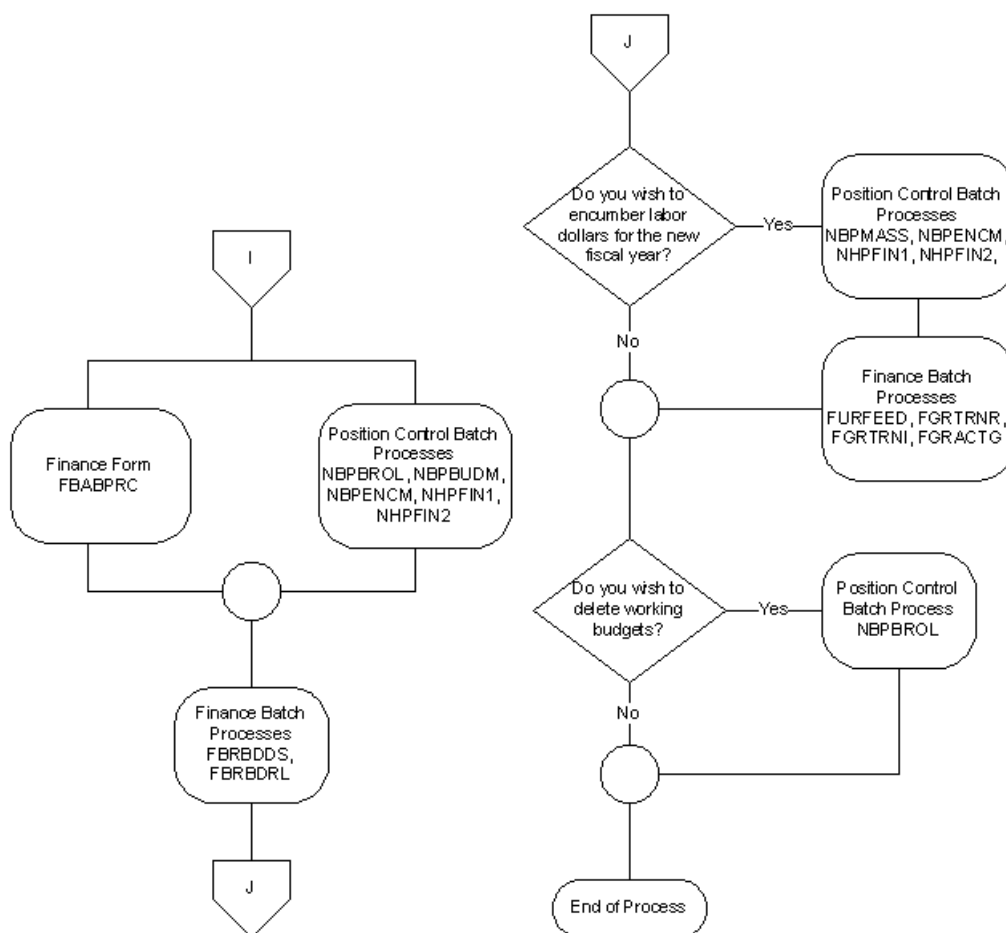 I
Finance Form
FBABPRC
Position Control Batch
Processes
NBPBROL, NBPBUDM,
NBPENCM, NHPFIN1,
NHPFIN2
Finance Batch
Processes
FBRBDDS,
FBRBDRL
J
J
Do you wish to
encumber labor
dollars for the new
fiscal year?
Yes
Position Control Batch
Processes
NBPMASS, NBPENCM,
NHPFIN1, NHPFIN2,
No
Finance Batch
Processes
FURFEED, FGRTRNR,
FGRTRNI, FGRACTG
Do you wish to
delete working
budgets?
Yes
Position Control
Batch Process
NBPBROL
No
End of Process